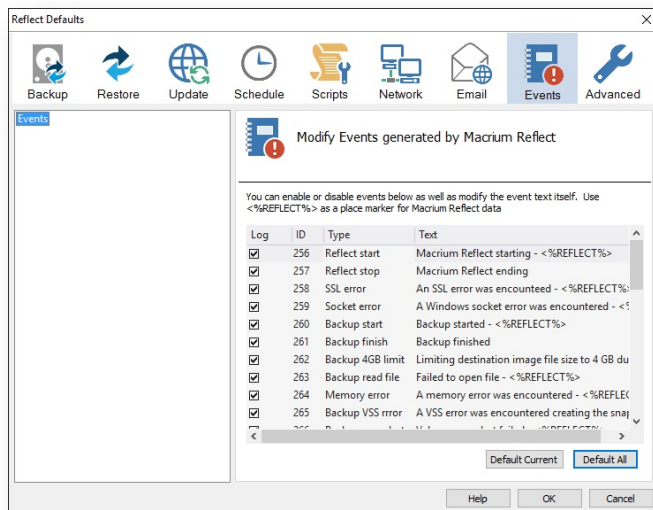 Reflect Defaults
Backup Restore Update Schedule Scripts Network Email Events Advanced
Events
Modify Events generated by Macrium Reflect
You can enable or disable events below as well as modify the event text itself. Use
<%REFLECT%> as a place marker for Macrium Reflect data
Log ID Type Text
256 Reflect start Macrium Reflect starting - <%REFLECT%>
257 Reflect stop Macrium Reflect ending
258 SSL error An SSL error was encounteed - <%REFLECT%>
259 Socket error A Windows socket error was encountered - <%
260 Backup start Backup started - <%REFLECT%>
261 Backup finish Backup finished
262 Backup 4GB limit Limiting destination image file size to 4 GB du
263 Backup read file Failed to open file - <%REFLECT%>
264 Memory error A memory error was encountered - <%REFLEC
265 Backup VSS rrror A VSS error was encountered creating the snap
Default Current Default All
Help OK Cancel